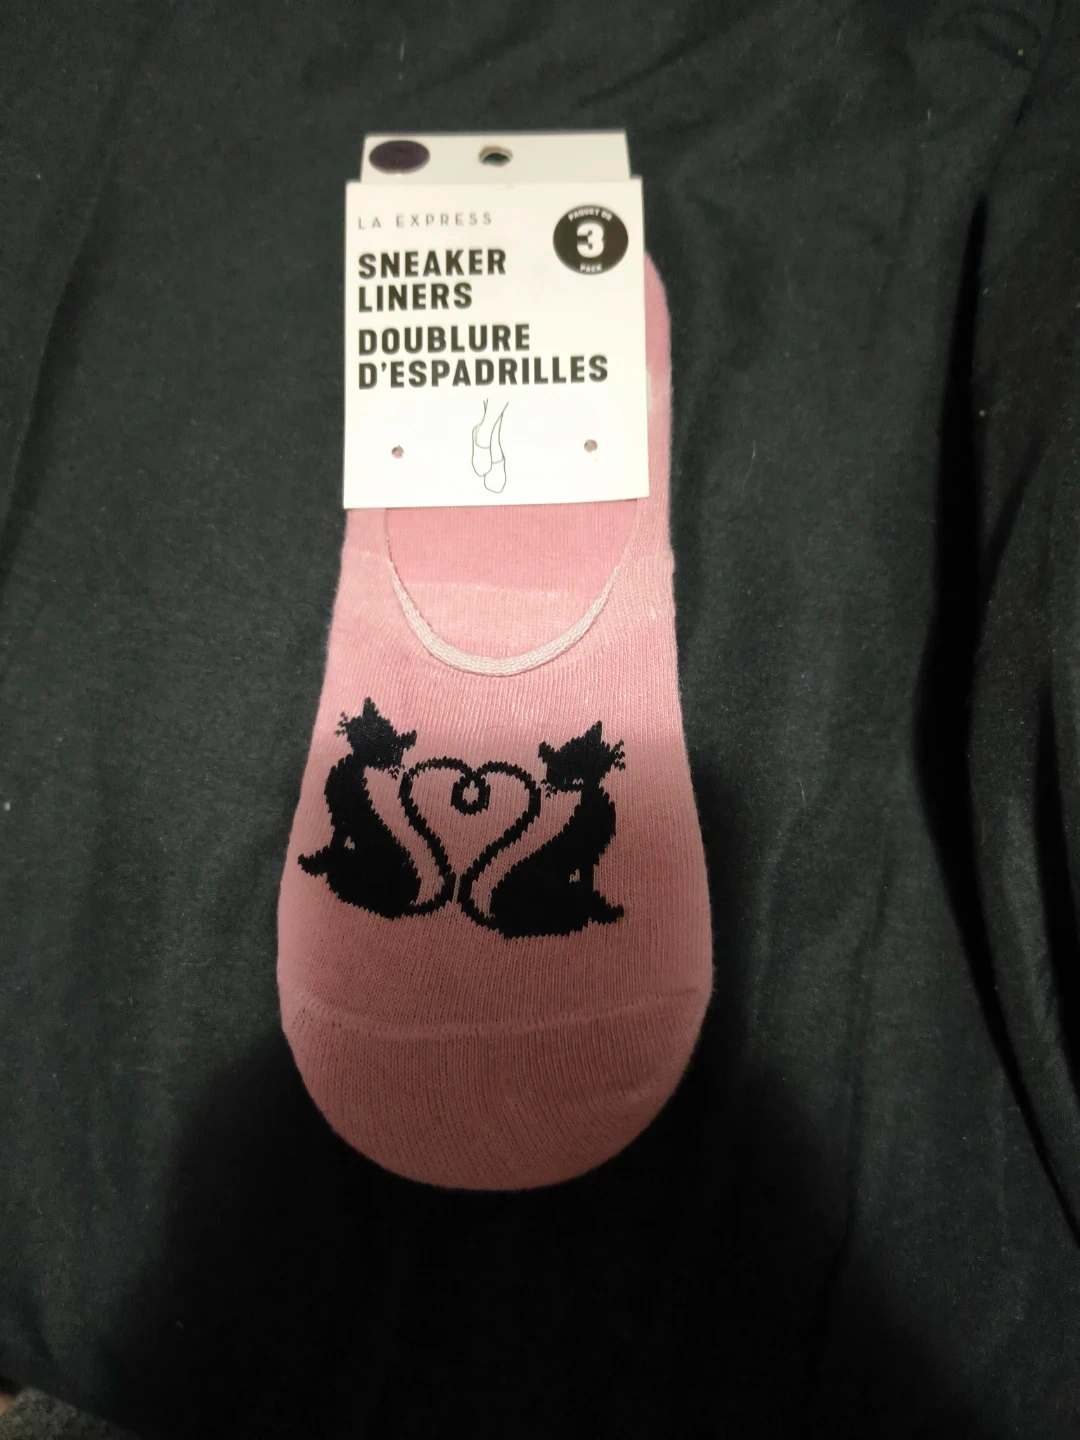 LA EXPRESS
PAQUET DE
3
PACK
SNEAKER
LINERS
DOUBLURE
D'ESPADRILLES